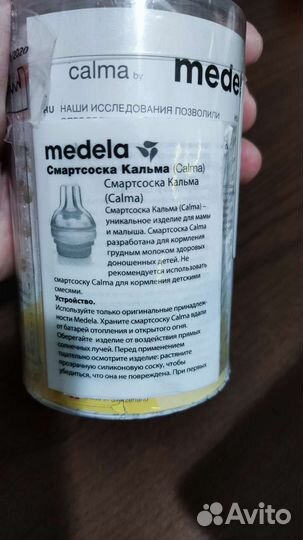 2020
calma by medel
RU НАШИ ИССЛЕДОВАНИЯ ПОЗВОЛИЛИ
medela
Смартсоска Кальма (Calma)
Смартсоска Кальма
(Calma)
Смартсоска Кальма (Calma) –
уникальное изделие для мамы
и малыша. Смартсоска Calma
разработана для кормления
грудным молоком здоровых
доношенных детей. Не
рекомендуется использовать
смартсоску Calma для кормления детскими
смесями.
Устройство.
Используйте только оригинальные принадлеж-
ности Medela. Храните смартсоску Calma вдали
от батарей отопления и открытого огня.
Оберегайте изделие от воздействия прямых
солнечных лучей. Перед применением
тщательно осмотрите изделие: растяните
прозрачную силиконовую соску, чтобы
убедиться, что она не повреждена. При первых
Avito